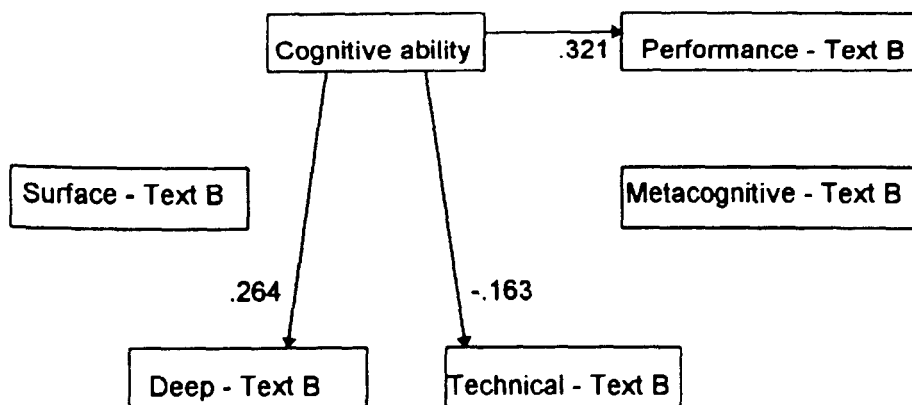 Cognitive ability
.321
Performance - Text B
Surface - Text B
Metacognitive - Text B
.264
-.163
Deep - Text B
Technical - Text B